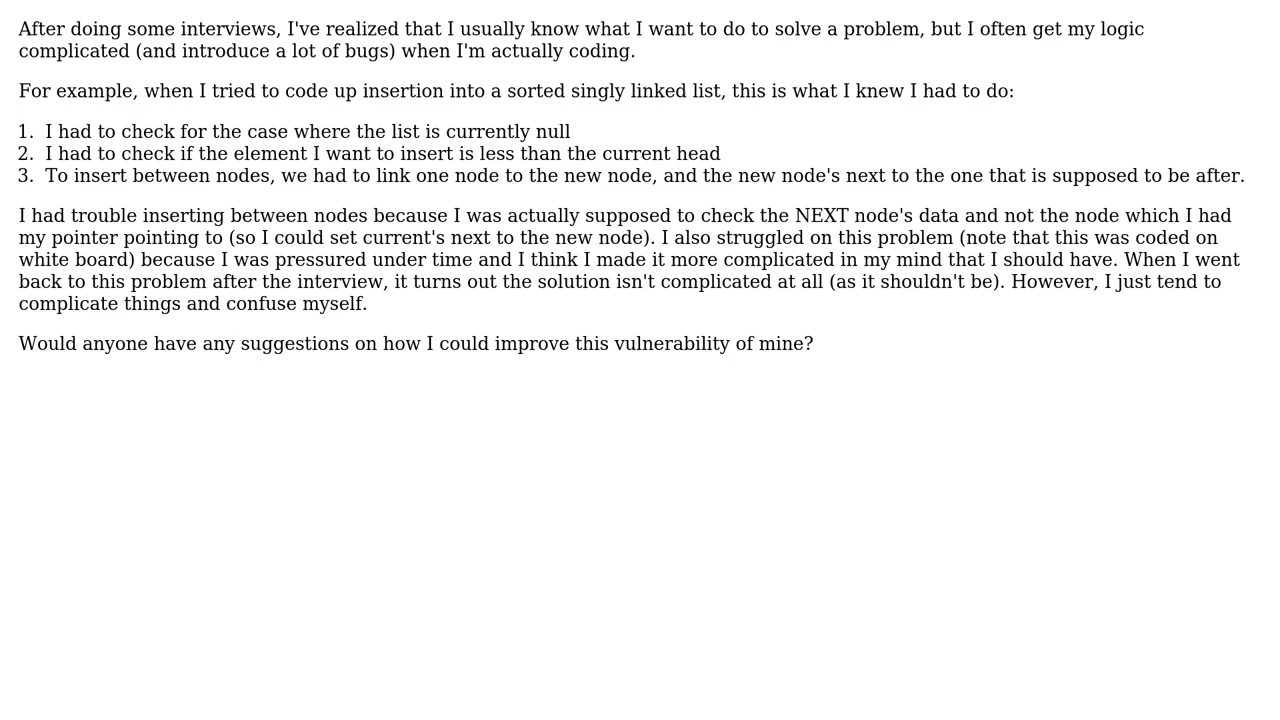 After doing some interviews, I've realized that I usually know what I want to do to solve a problem, but I often get my logic
complicated (and introduce a lot of bugs) when I'm actually coding.
For example, when I tried to code up insertion into a sorted singly linked list, this is what I knew I had to do:
1. I had to check for the case where the list is currently null
2. I had to check if the element I want to insert is less than the current head
3. To insert between nodes, we had to link one node to the new node, and the new node's next to the one that is supposed to be after.
I had trouble inserting between nodes because I was actually supposed to check the NEXT node's data and not the node which I had
my pointer pointing to (so I could set current's next to the new node). I also struggled on this problem (note that this was coded on
white board) because I was pressured under time and I think I made it more complicated in my mind that I should have. When I went
back to this problem after the interview, it turns out the solution isn't complicated at all (as it shouldn't be). However, I just tend to
complicate things and confuse myself.
Would anyone have any suggestions on how I could improve this vulnerability of mine?